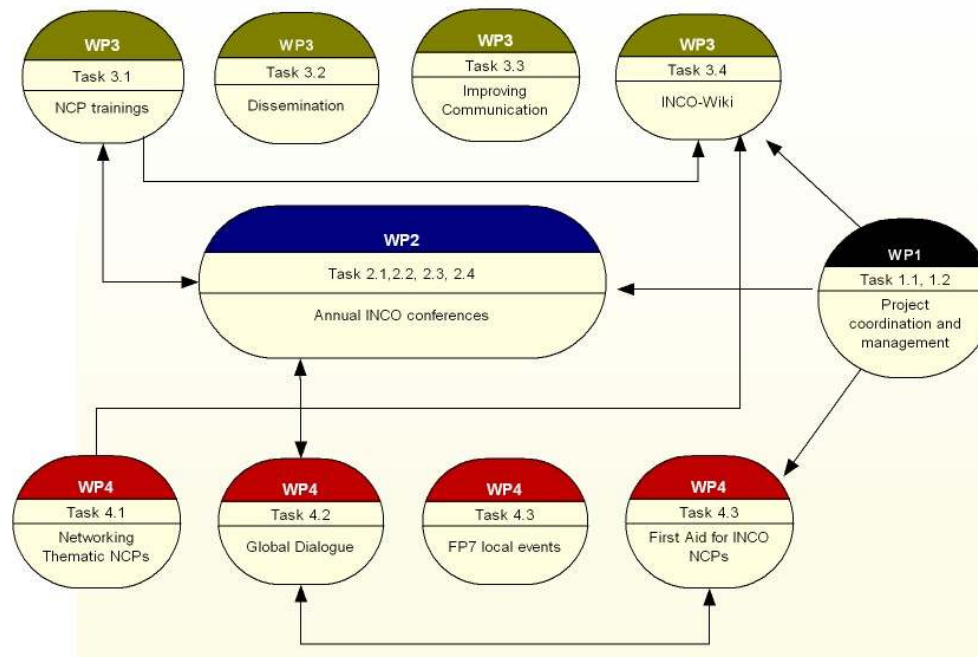 WP3
Task 3.1
NCP trainings
WP3
Task 3.2
Dissemination
WP3
Task 3.3
Improving
Communication
WP3
Task 3.4
INCO-Wiki
WP2
Task 2.1,2.2, 2.3, 2.4
Annual INCO conferences
WP1
Task 1.1, 1.2
Project
coordination and
management
WP4
Task 4.1
Networking
Thematic NCPs
WP4
Task 4.2
Global Dialogue
WP4
Task 4.3
FP7 local events
WP4
Task 4.3
First Aid for INCO
NCPs